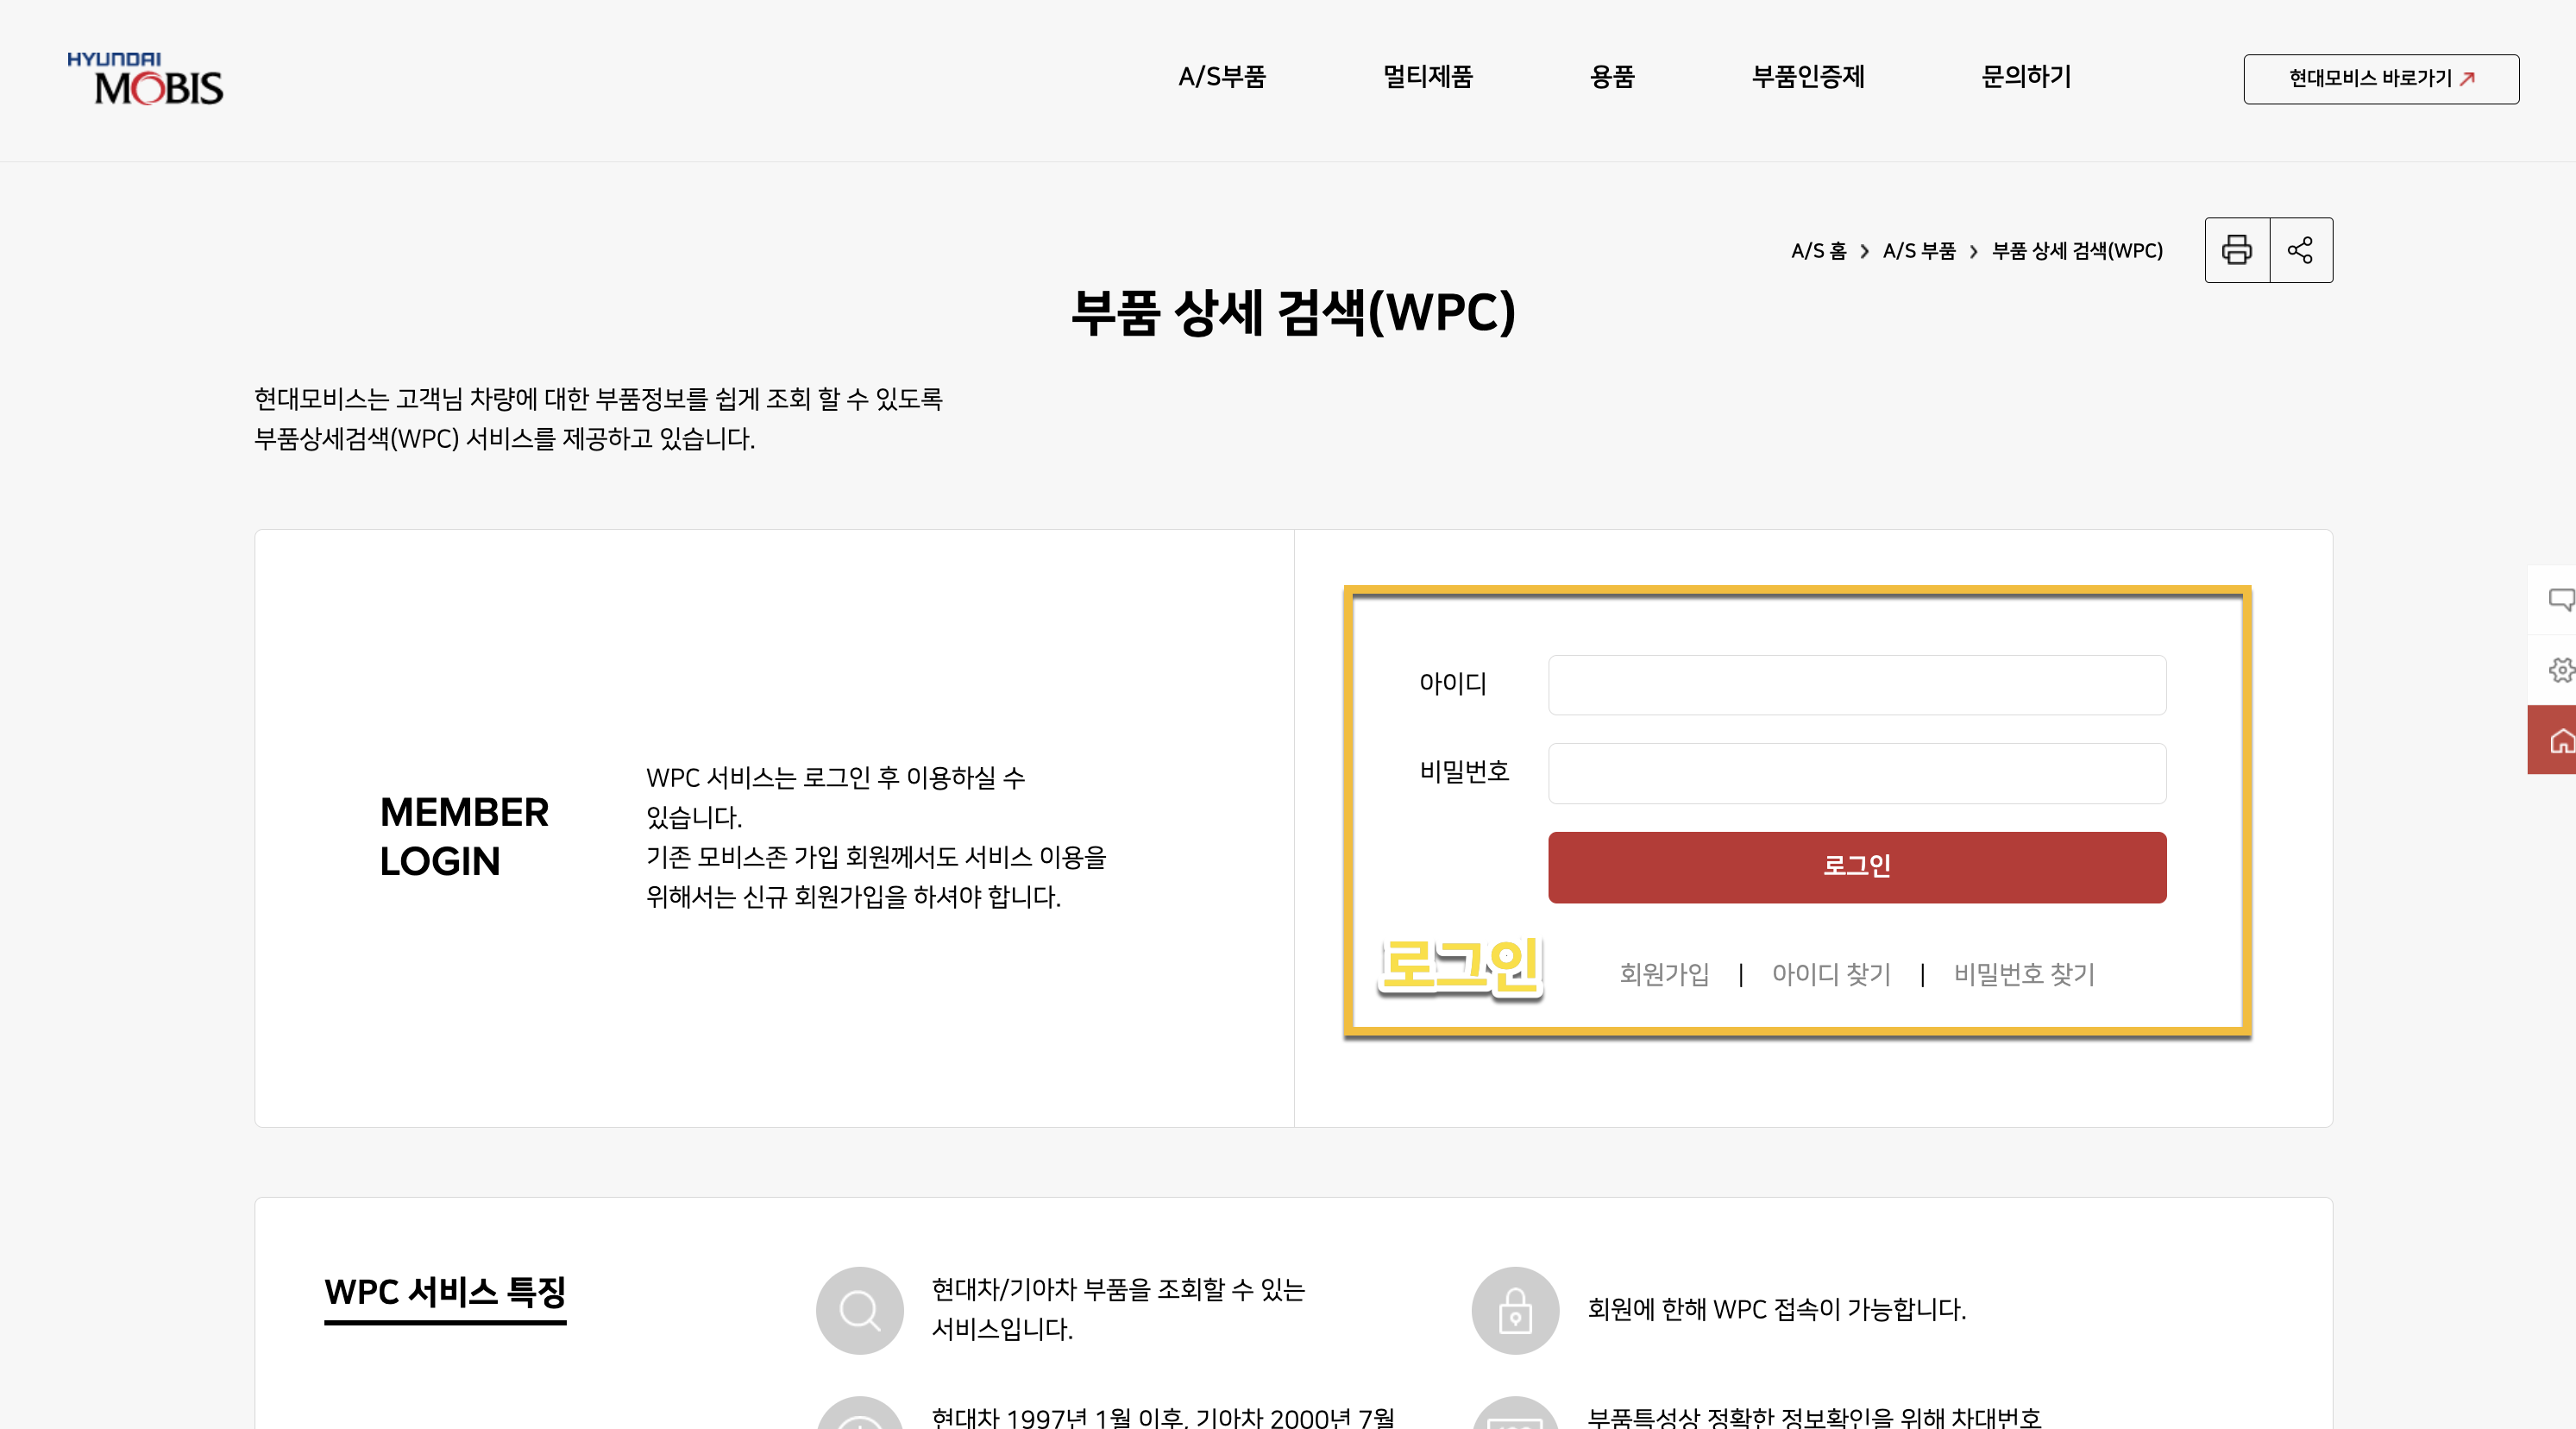 HYUNDAI
MOBIS
A/S부품
멀티제품
용품
부품인증제
문의하기
현대모비스 바로가기
A/S 홈 > A/S 부품 > 부품 상세 검색(WPC)
부품 상세 검색(WPC)
현대모비스는 고객님 차량에 대한 부품정보를 쉽게 조회 할 수 있도록
부품상세검색(WPC) 서비스를 제공하고 있습니다.
MEMBER
LOGIN
WPC 서비스는 로그인 후 이용하실 수
있습니다.
기존 모비스존 가입 회원께서도 서비스 이용을
위해서는 신규 회원가입을 하셔야 합니다.
아이디
비밀번호
로그인
로그인
회원가입 | 아이디 찾기 | 비밀번호 찾기
WPC 서비스 특징
현대차/기아차 부품을 조회할 수 있는
서비스입니다.
회원에 한해 WPC 접속이 가능합니다.
현대차 1997년 1월 이후, 기아차 2000년 7월
부품특성상 정확한 정보확인을 위해 차대번호